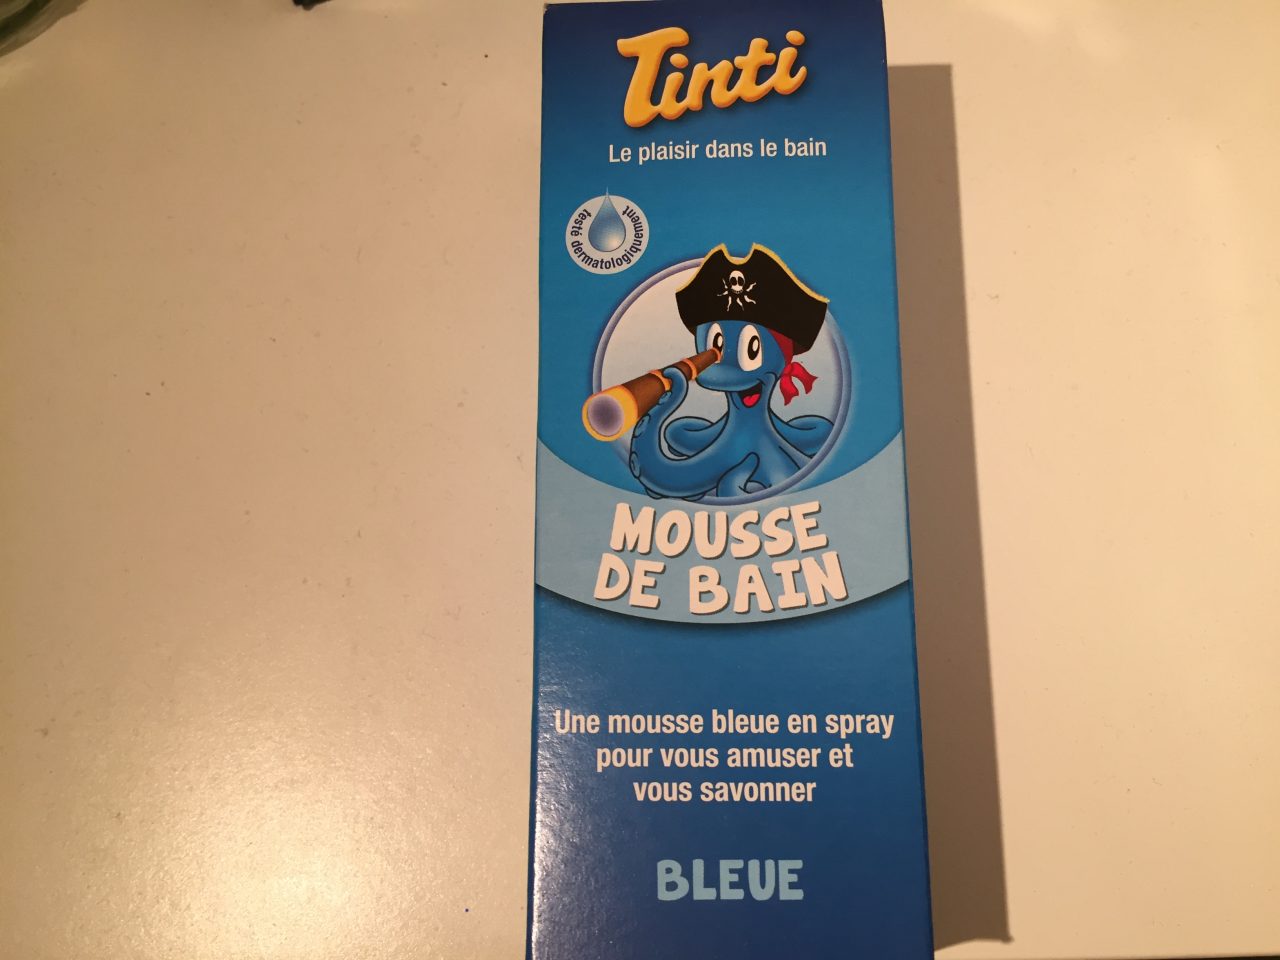 Tinti
Le plaisir dans le bain
testé dermatologiquement
MOUSSE
DE BAIN
Une mousse bleue en spray
pour vous amuser et
vous savonner
BLEUE